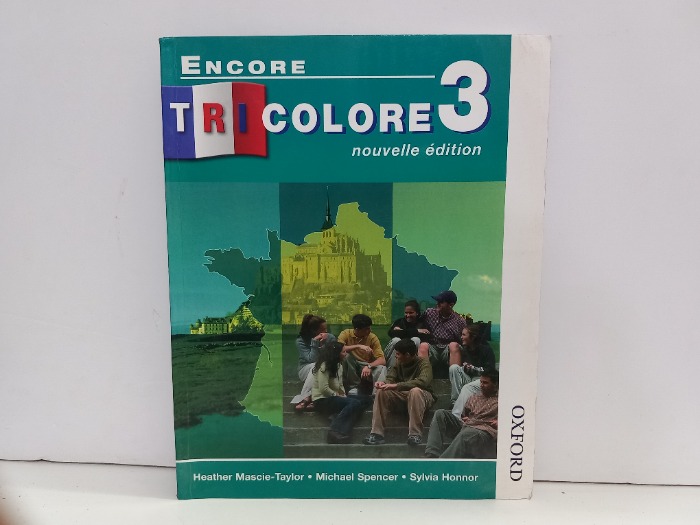 ENCORE
TRICOLORE 3
nouvelle édition
Heather Mascie-Taylor • Michael Spencer • Sylvia Honnor
OXFORD